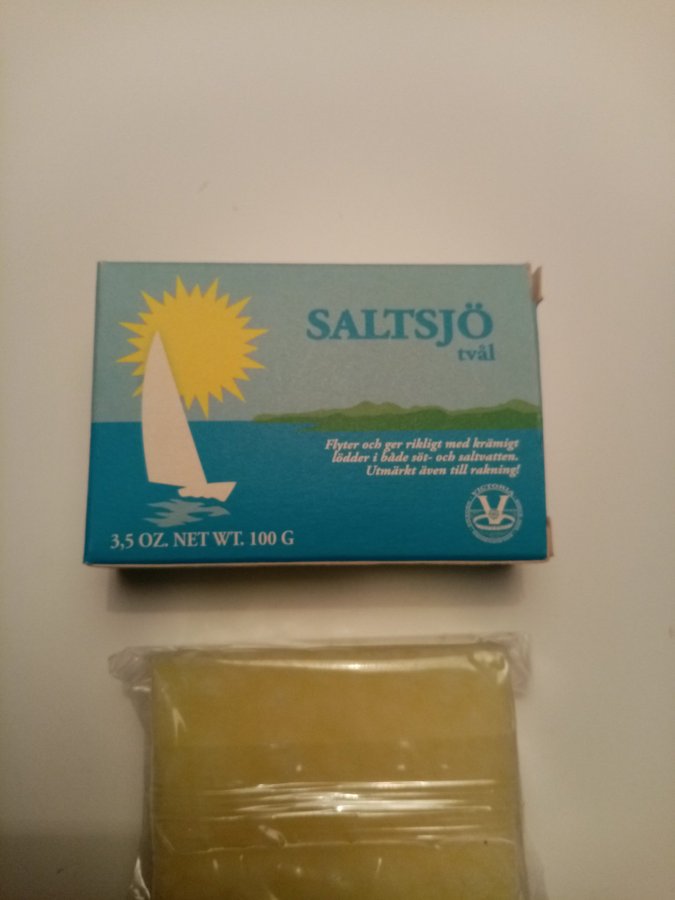 SALTSJÖ
tvål
Flyter och ger rikligt med krämigt
lödder i både söt- och saltvatten.
Utmärkt även till rakning!
VICTORIA
V
3,5 OZ. NET WT. 100 G